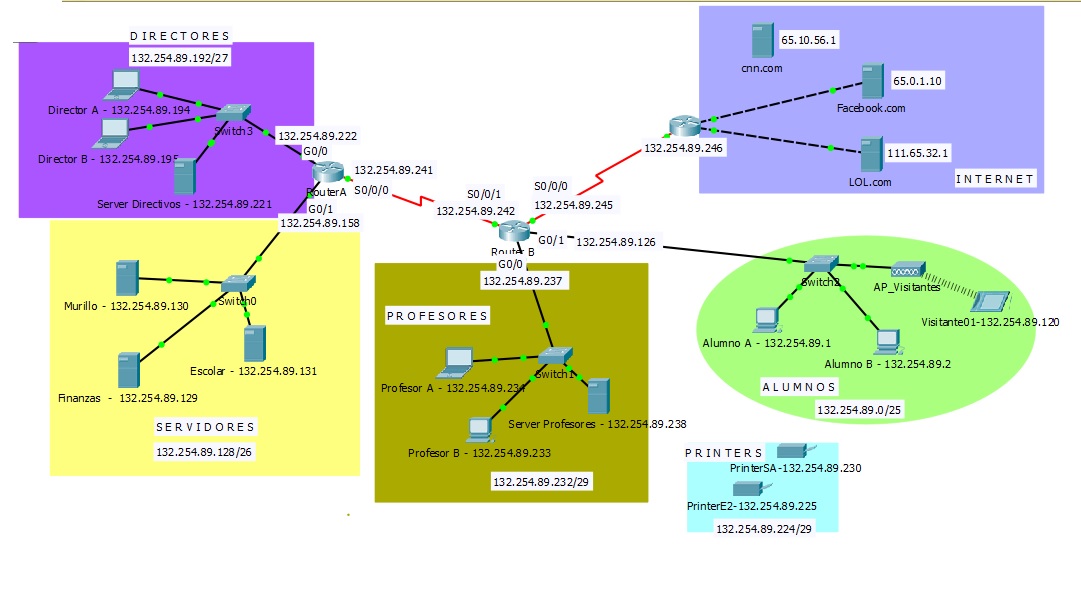 D I R E C T O R E S
132.254.89.192/27
Director A - 132.254.89.194
Switch3
Director B - 132.254.89.195
Server Directivos - 132.254.89.221
132.254.89.222
G0/0
132.254.89.241
RouterA
S0/0/0
G0/1
132.254.89.158
S0/0/1
132.254.89.242
S0/0/0
132.254.89.245
Router B
G0/1
132.254.89.126
G0/0
132.254.89.237
65.10.56.1
cnn.com
65.0.1.10
Facebook.com
132.254.89.246
111.65.32.1
LOL.com
I N T E R N E T
Murillo - 132.254.89.130
Switch0
Escolar - 132.254.89.131
Finanzas - 132.254.89.129
S E R V I D O R E S
132.254.89.128/26
P R O F E S O R E S
Switch1
Profesor A - 132.254.89.234
Server Profesores - 132.254.89.238
Profesor B - 132.254.89.233
132.254.89.232/29
Switch2
AP_Visitantes
Visitante01-132.254.89.120
Alumno A - 132.254.89.1
Alumno B - 132.254.89.2
A L U M N O S
132.254.89.0/25
P R I N T E R S
PrinterSA-132.254.89.230
PrinterE2-132.254.89.225
132.254.89.224/29